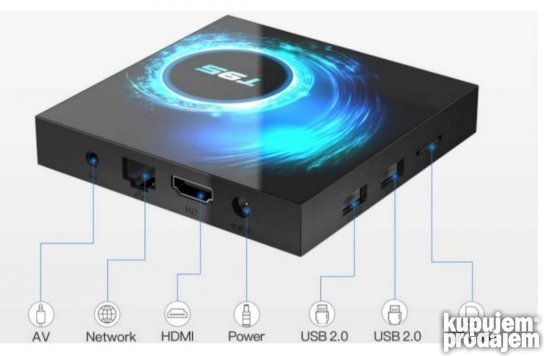 T95
HD
AV
Network
HDMI
Power
USB 2.0
USB 2.0
kupujem
prodajem